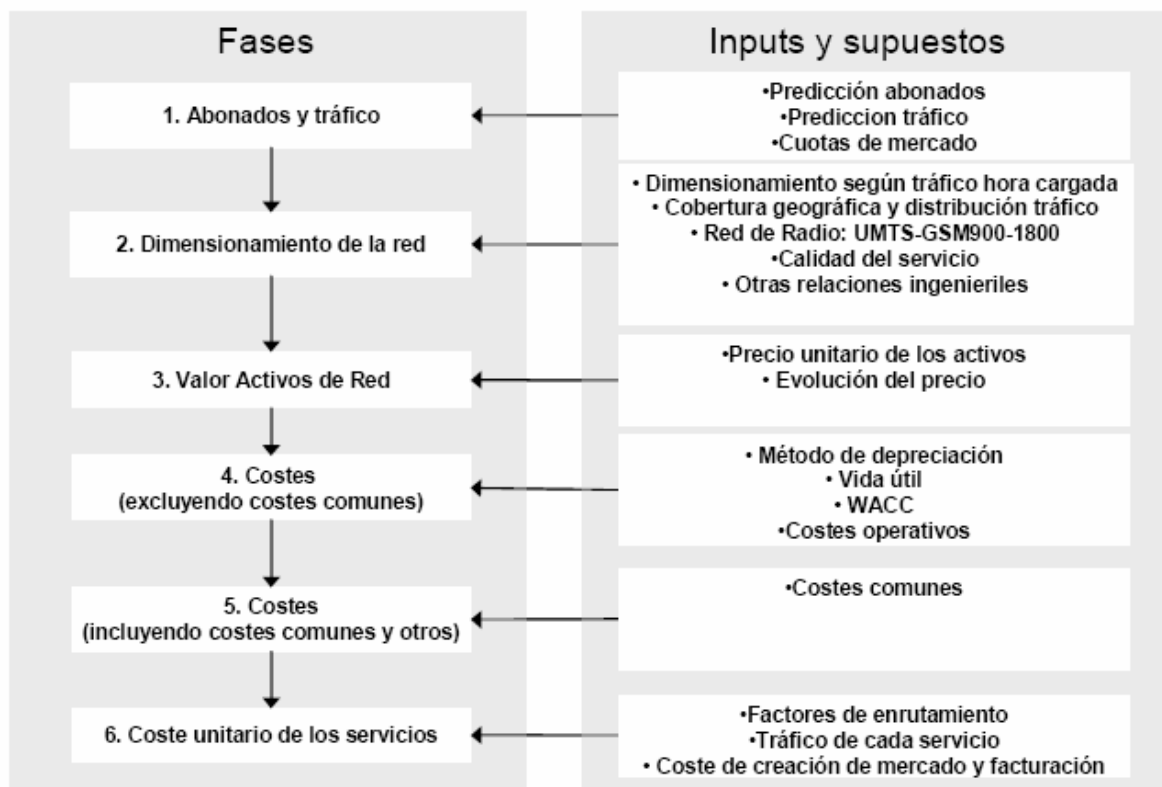 Fases
1. Abonados y tráfico
2. Dimensionamiento de la red
3. Valor Activos de Red
4. Costes
(excluyendo costes comunes)
5. Costes
(incluyendo costes comunes y otros)
6. Coste unitario de los servicios
Inputs y supuestos
•Predicción abonados
•Prediccion tráfico
•Cuotas de mercado
• Dimensionamiento según tráfico hora cargada
• Cobertura geográfica y distribución tráfico
• Red de Radio: UMTS-GSM900-1800
• Calidad del servicio
• Otras relaciones ingenieriles
•Precio unitario de los activos
• Evolución del precio
• Método de depreciación
• Vida útil
• WACC
•Costes operativos
•Costes comunes
•Factores de enrutamiento
•Tráfico de cada servicio
• Coste de creación de mercado y facturación